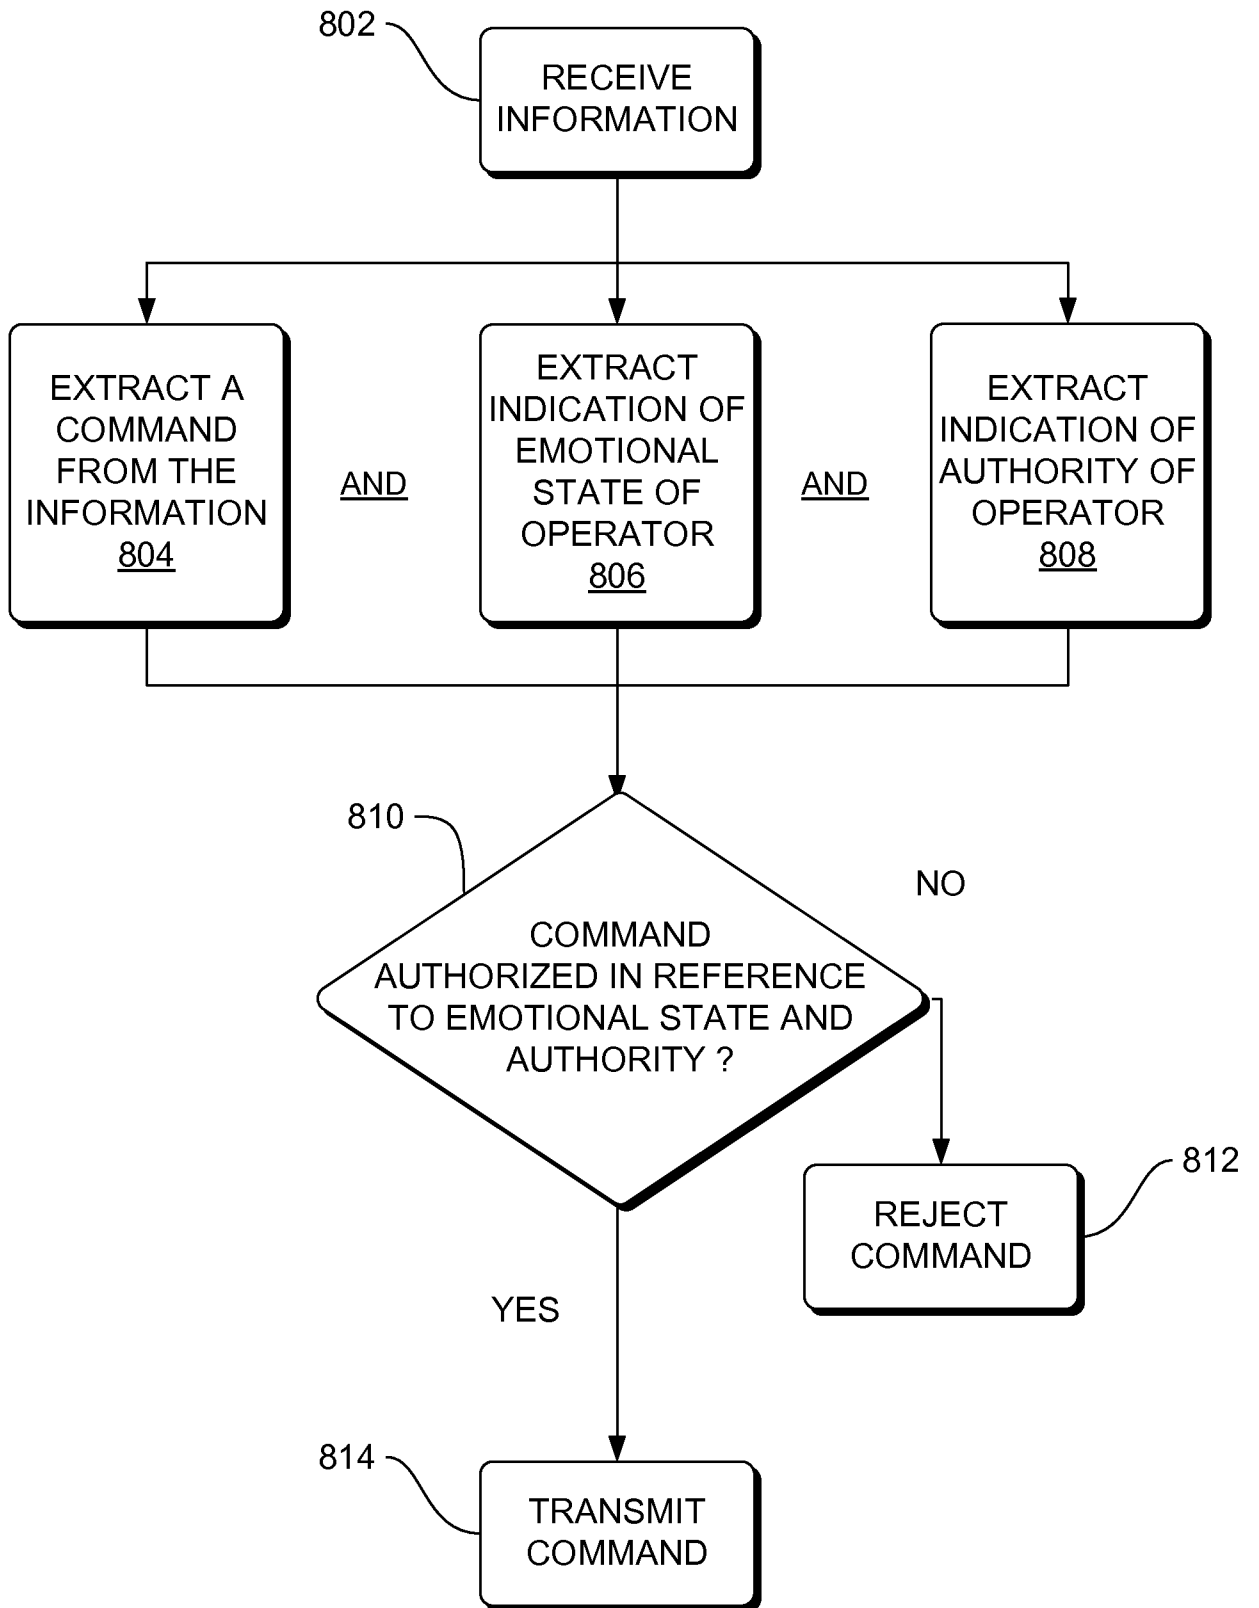 802
RECEIVE
INFORMATION
EXTRACT A
COMMAND
FROM THE
INFORMATION
804
AND
EXTRACT
INDICATION OF
EMOTIONAL
STATE OF
OPERATOR
806
AND
EXTRACT
INDICATION OF
AUTHORITY OF
OPERATOR
808
810
COMMAND
AUTHORIZED IN REFERENCE
TO EMOTIONAL STATE AND
AUTHORITY ?
NO
812
REJECT
COMMAND
YES
814
TRANSMIT
COMMAND